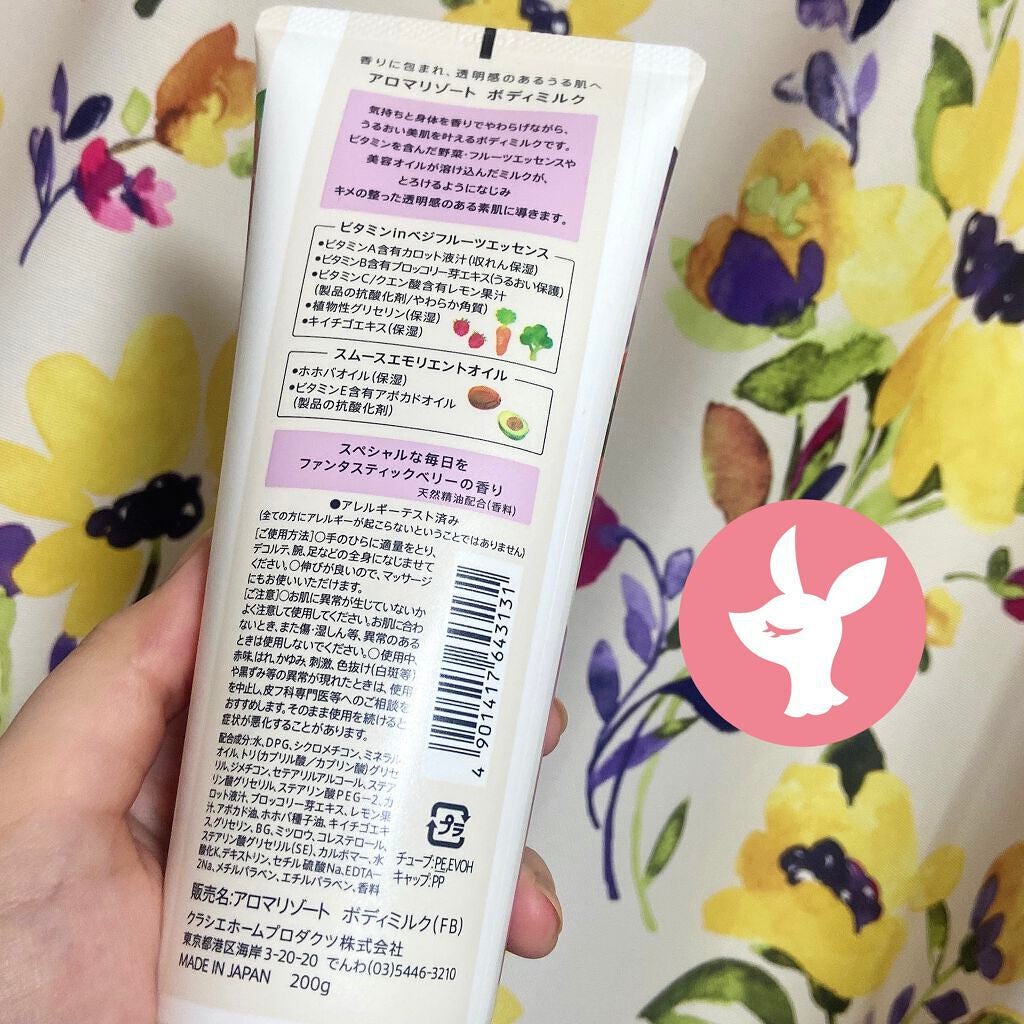 香りに包まれ、透明感のあるうる肌へ
アロマリゾート ボディミルク
気持ちと身体を香りでやわらげながら、
うるおい美肌を叶えるボディミルクです。
ビタミンを含んだ野菜・フルーツエッセンスや
美容オイルが溶け込んだミルクが、
とろけるようになじみ
キメの整った透明感のある素肌に導きます。
ビタミンinベジフルーツエッセンス
●ビタミンA含有カロット液汁(収れん保湿)
●ビタミンB含有ブロッコリー芽エキス(うるおい保護)
●ビタミンC/クエン酸含有レモン果汁
(製品の抗酸化剤/やわらか角質)
●植物性グリセリン(保湿)
●キイチゴエキス(保湿)
スムースエモリエントオイル
●ホホバオイル(保湿)
●ビタミンE含有アボカドオイル
(製品の抗酸化剤)
スペシャルな毎日を
ファンタスティックベリーの香り
天然精油配合(香料)
●アレルギーテスト済み
(全ての方にアレルギーが起こらないということではありません)
[ご使用方法]○手のひらに適量をとり、
デコルテ、腕、足などの全身になじませて
ください。○伸びが良いので、マッサージ
にもお使いいただけます。
[ご注意]○お肌に異常が生じていないか
よく注意して使用してください。お肌に合わ
ないとき、また傷・湿しん等、異常のある
ときは使用しないでください。○使用中、
赤味、はれ、かゆみ、刺激、色抜け(白斑等)
や黒ずみ等の異常が現れたときは、使用
を中止し、皮フ科専門医等へのご相談を
おすすめします。そのまま使用を続けると
症状が悪化することがあります。
配合成分:水、DPG、シクロメチコン、ミネラル
オイル、トリ(カプリル酸/カプリン酸)グリセ
リル、ジメチコン、セテアリルアルコール、ステア
リン酸グリセリル、ステアリン酸PEG-2、カ
ロット液汁、ブロッコリー芽エキス、レモン果
汁、アボカド油、ホホバ種子油、キイチゴエキ
ス、グリセリン、BG、ミツロウ、コレステロール、
ステアリン酸グリセリル(SE)、カルボマー、水
酸化K、デキストリン、セチル硫酸Na、EDTA-
2Na、メチルパラベン、エチルパラベン、香料
4 901417 643131
プラ
チューブ:PE,EVOH
キャップ:PP
販売名:アロマリゾート ボディミルク(FB)
クラシエホームプロダクツ株式会社
東京都港区海岸3-20-20 でんわ(03)5446-3210
MADE IN JAPAN 200g